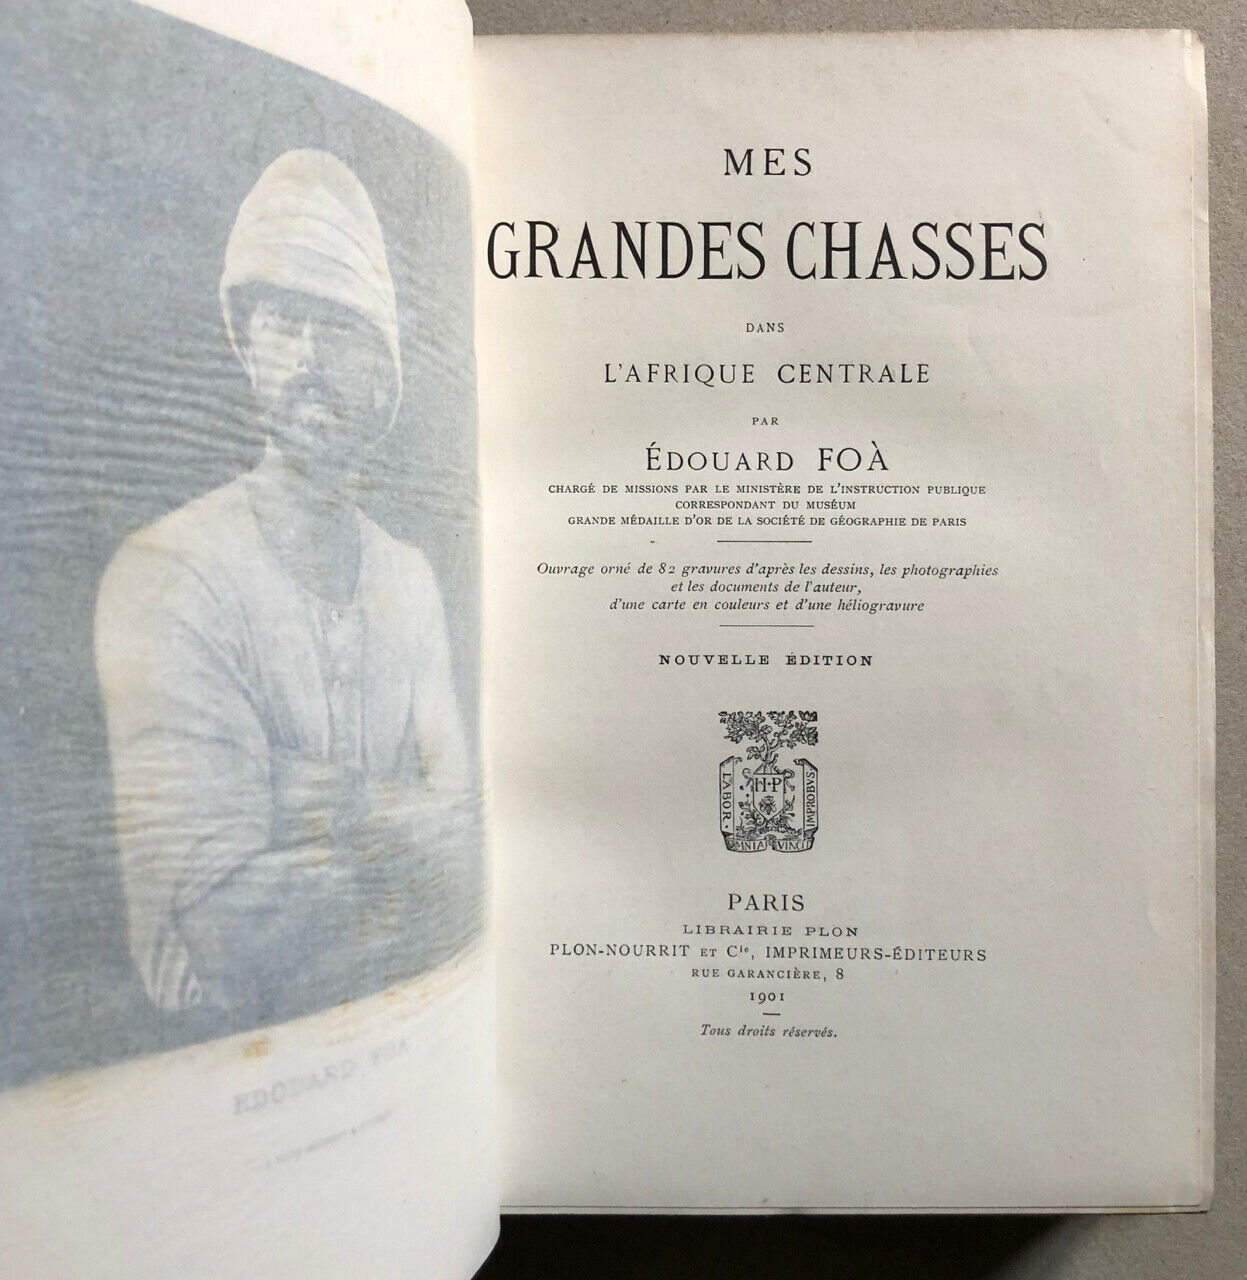 EDOUARD FOA
MES
GRANDES CHASSES
DANS
L'AFRIQUE CENTRALE
PAR
ÉDOUARD FOÀ
CHARGÉ DE MISSIONS PAR LE MINISTÈRE DE L'INSTRUCTION PUBLIQUE
CORRESPONDANT DU MUSÉUM
GRANDE MÉDAILLE D'OR DE LA SOCIÉTÉ DE GÉOGRAPHIE DE PARIS
Ouvrage orné de 82 gravures d'après les dessins, les photographies
et les documents de l'auteur,
d'une carte en couleurs et d'une héliogravure
NOUVELLE ÉDITION
H·P
LABOR·
OMNIA VINCIT
IMPROBVS
PARIS
LIBRAIRIE PLON
PLON-NOURRIT ET Cie, IMPRIMEURS-ÉDITEURS
RUE GARANCIÈRE, 8
1901
Tous droits réservés.